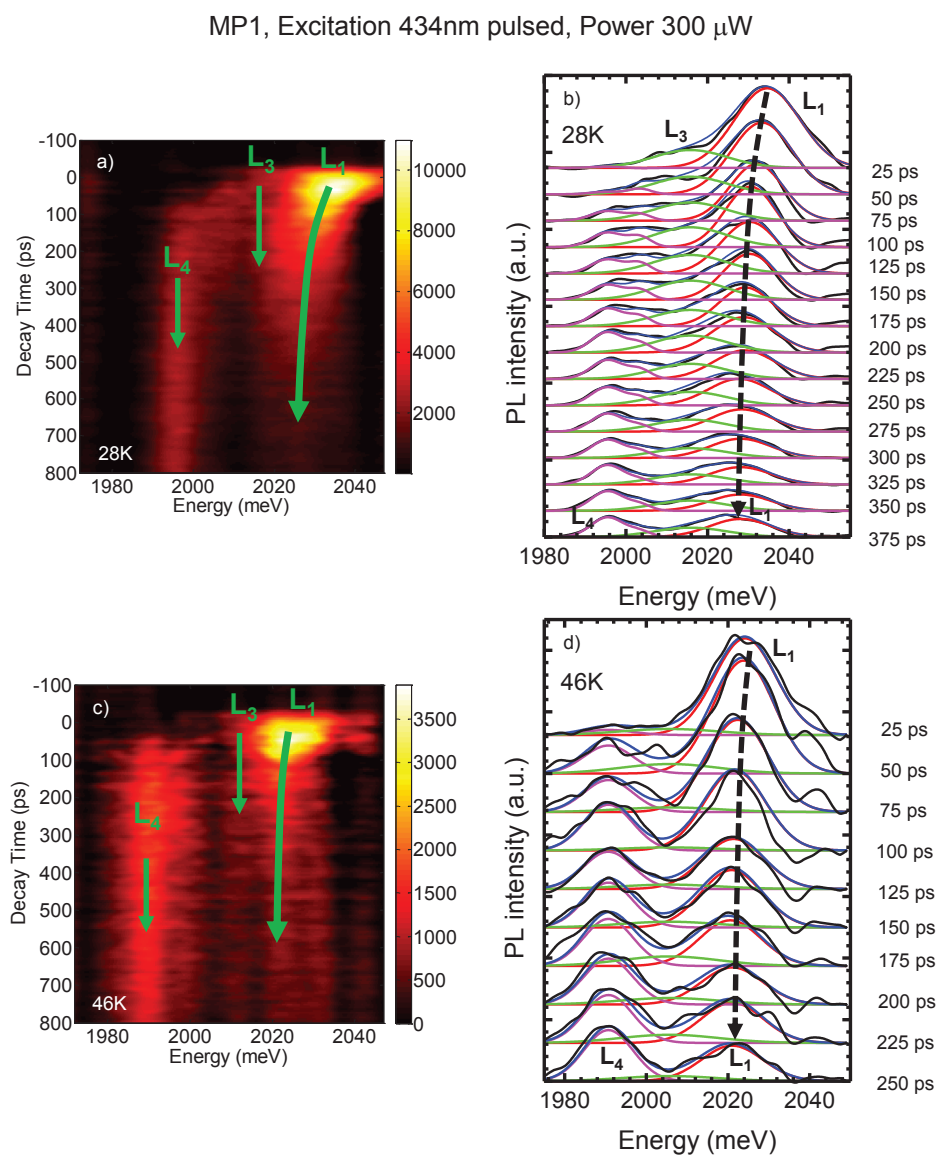 MP1, Excitation 434nm pulsed, Power 300 μW
a)
L3
L1
L4
28K
-100
0
100
200
300
400
500
600
700
800
Decay Time (ps)
1980 2000 2020 2040
Energy (meV)
10000
8000
6000
4000
2000
b)
28K
L3
L1
L4
L1
PL intensity (a.u.)
25 ps
50 ps
75 ps
100 ps
125 ps
150 ps
175 ps
200 ps
225 ps
250 ps
275 ps
300 ps
325 ps
350 ps
375 ps
1980 2000 2020 2040
Energy (meV)
c)
L3
L1
L4
46K
-100
0
100
200
300
400
500
600
700
800
Decay Time (ps)
1980 2000 2020 2040
Energy (meV)
3500
3000
2500
2000
1500
1000
500
0
d)
46K
L1
L4
L1
PL intensity (a.u.)
25 ps
50 ps
75 ps
100 ps
125 ps
150 ps
175 ps
200 ps
225 ps
250 ps
1980 2000 2020 2040
Energy (meV)